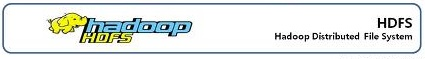 hadoop
HDFS
HDFS
Hadoop Distributed File System